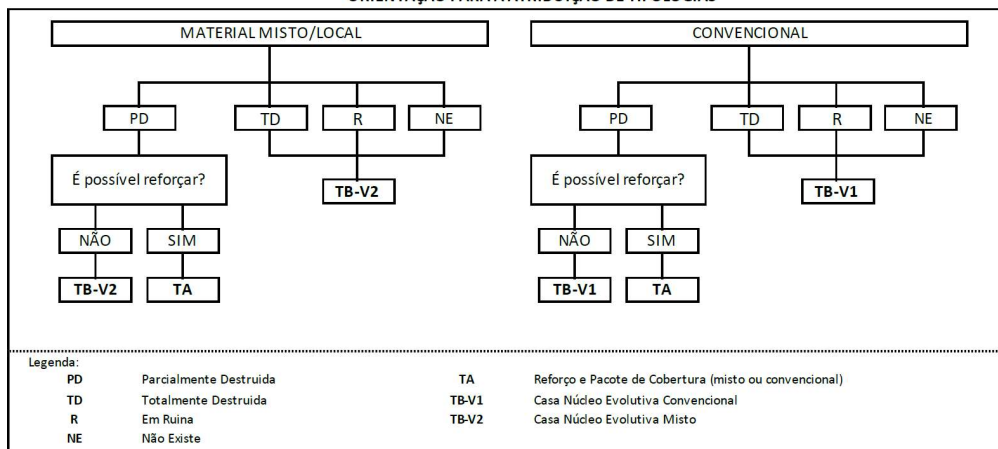 MATERIAL MISTO/LOCAL CONVENCIONAL
PD TD R NE PD TD R NE
É possível reforçar? TB-V2 É possível reforçar? TB-V1
NÃO SIM NÃO SIM
TB-V2 TA TB-V1 TA
Legenda:
PD Parcialmente Destruida TA Reforço e Pacote de Cobertura (misto ou convencional)
TD Totalmente Destruida TB-V1 Casa Núcleo Evolutiva Convencional
R Em Ruina TB-V2 Casa Núcleo Evolutiva Misto
NE Não Existe